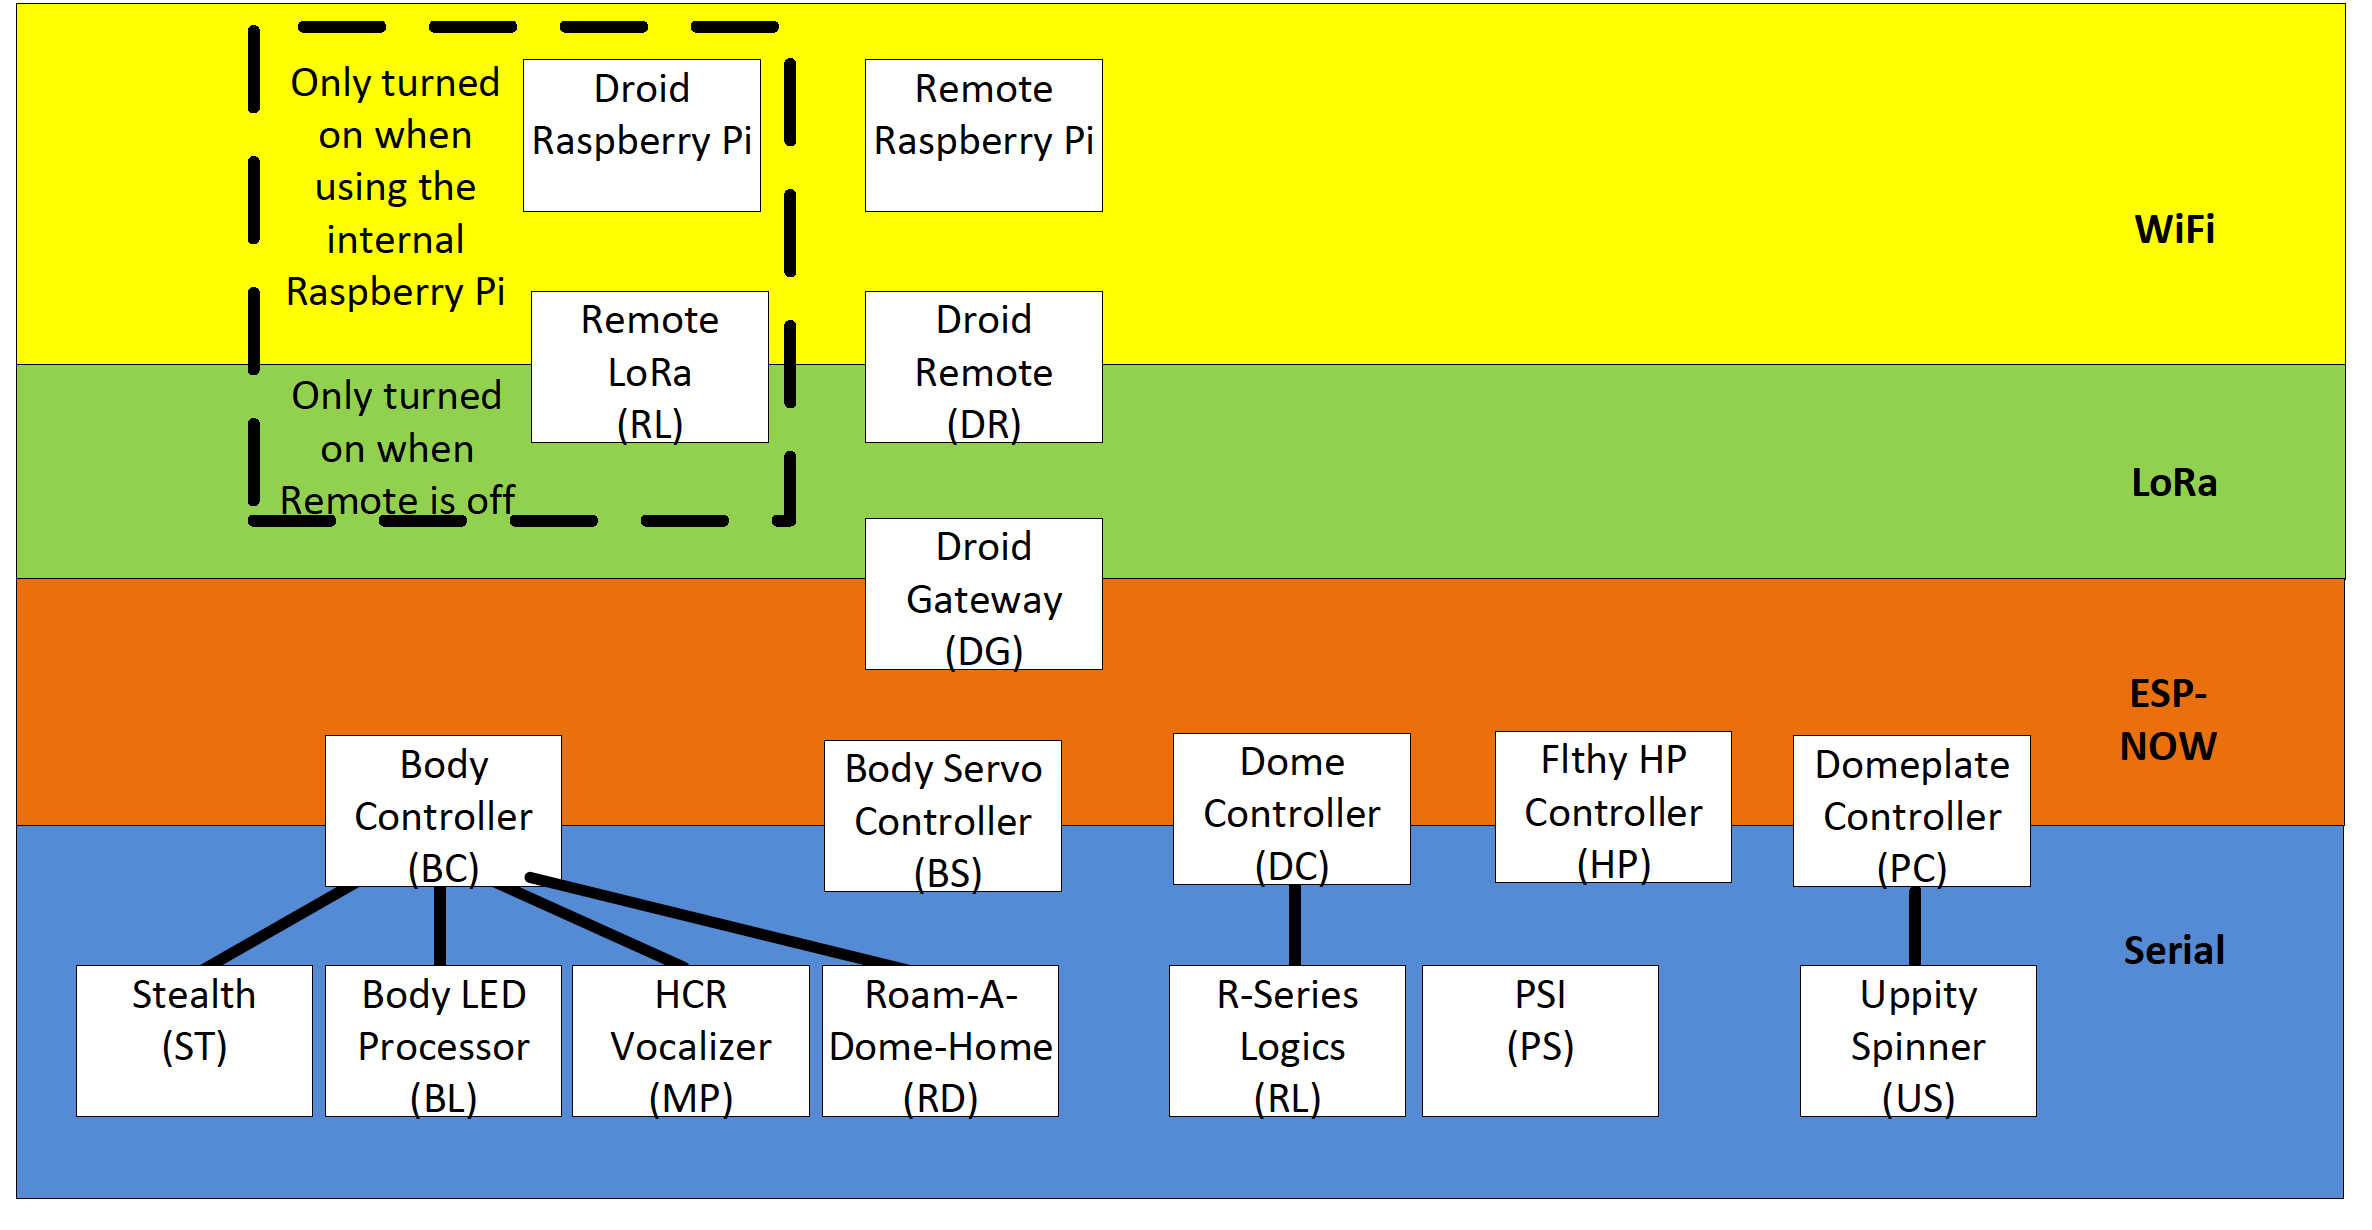 Only turned
on when
using the
internal
Raspberry Pi
Droid
Raspberry Pi
Remote
Raspberry Pi
WiFi
Remote
LoRa
(RL)
Droid
Remote
(DR)
Only turned
on when
Remote is off
LoRa
Droid
Gateway
(DG)
ESP-
NOW
Body
Controller
(BC)
Body Servo
Controller
(BS)
Dome
Controller
(DC)
Flthy HP
Controller
(HP)
Domeplate
Controller
(PC)
Serial
Stealth
(ST)
Body LED
Processor
(BL)
HCR
Vocalizer
(MP)
Roam-A-
Dome-Home
(RD)
R-Series
Logics
(RL)
PSI
(PS)
Uppity
Spinner
(US)